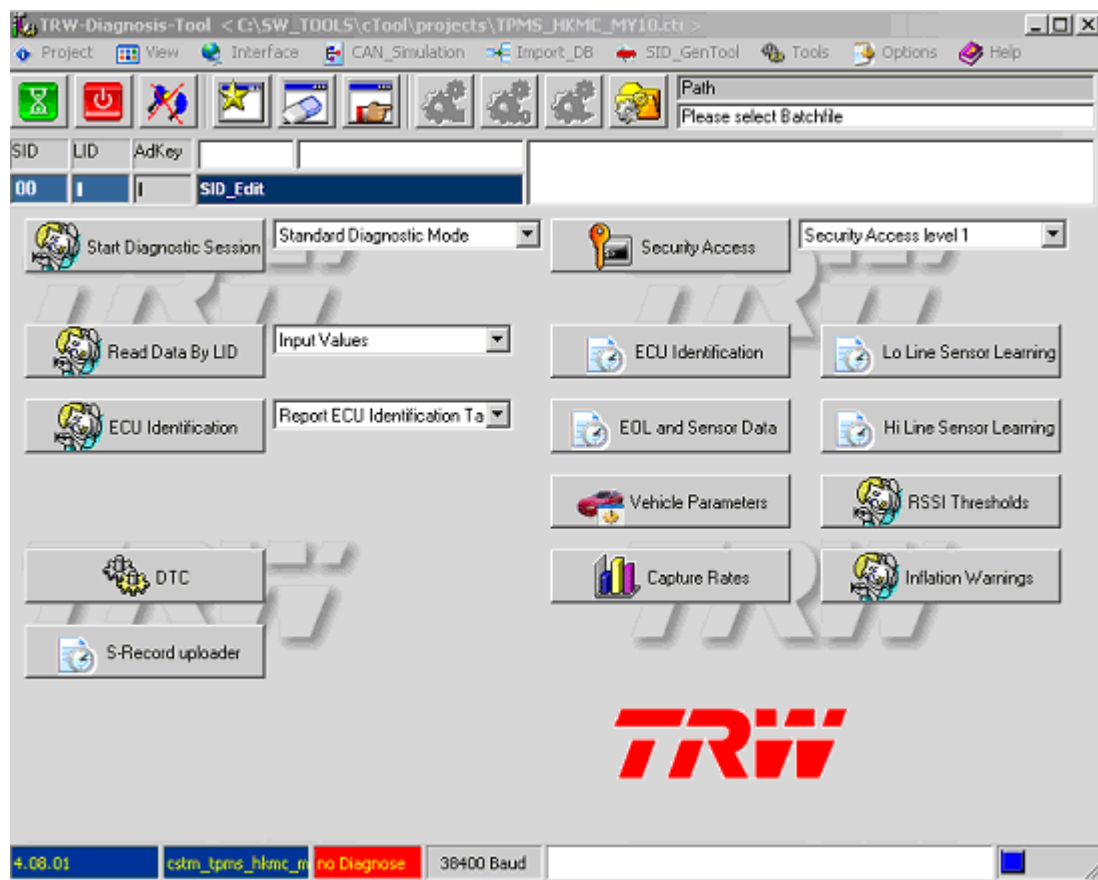 TRW-Diagnosis-Tool < C:\SW_TOOLS\cTool\projects\TPMS_HKMC_MY10.cti >
Project View Interface CAN_Simulation Import_DB SID_GenTool Tools Options Help
Path
Please select Batchfile
SID LID AdKey
00 I I SID_Edit
Start Diagnostic Session Standard Diagnostic Mode Security Access Security Access level 1
Read Data By LID Input Values ECU Identification Lo Line Sensor Learning
ECU Identification Report ECU Identification Ta EOL and Sensor Data Hi Line Sensor Learning
Vehicle Parameters RSSI Thresholds
DTC Capture Rates Inflation Warnings
S-Record uploader
TRW
4.08.01 cstm_tpms_hkmc_m no Diagnose 38400 Baud